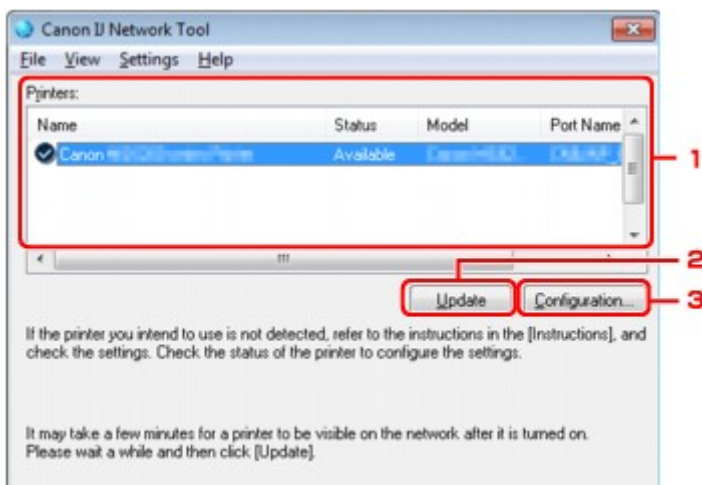 Canon IJ Network Tool
File View Settings Help
Printers:
Name Status Model Port Name
Canon Available
1
2
Update Configuration... 3
If the printer you intend to use is not detected, refer to the instructions in the [Instructions], and
check the settings. Check the status of the printer to configure the settings.
It may take a few minutes for a printer to be visible on the network after it is turned on.
Please wait a while and then click [Update].